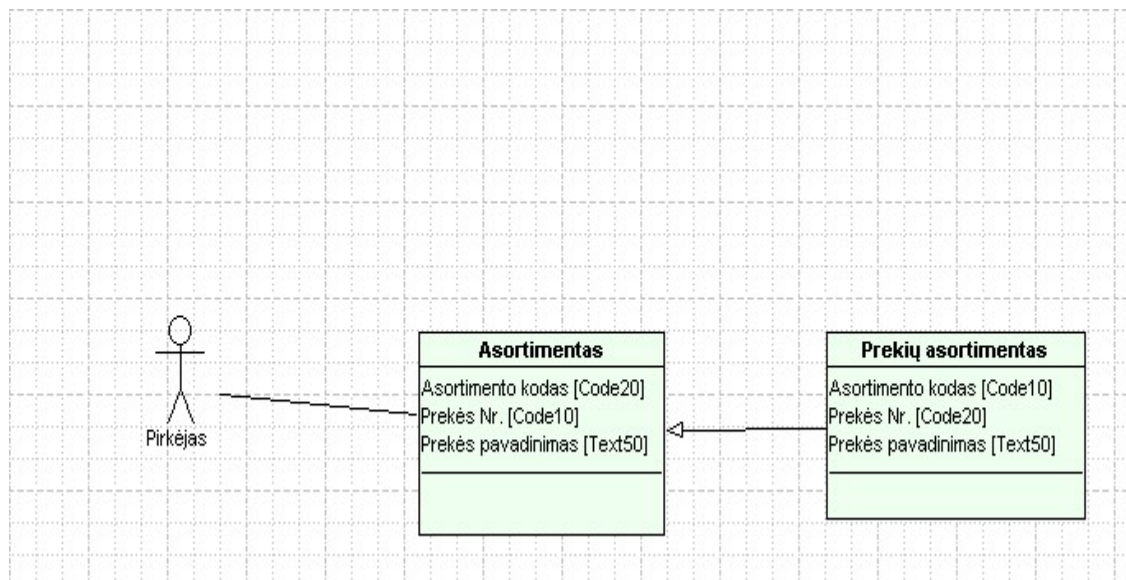 Pirkėjas
Asortimentas
Asortimento kodas [Code20]
Prekės Nr. [Code10]
Prekės pavadinimas [Text50]
Prekių asortimentas
Asortimento kodas [Code10]
Prekės Nr. [Code20]
Prekės pavadinimas [Text50]